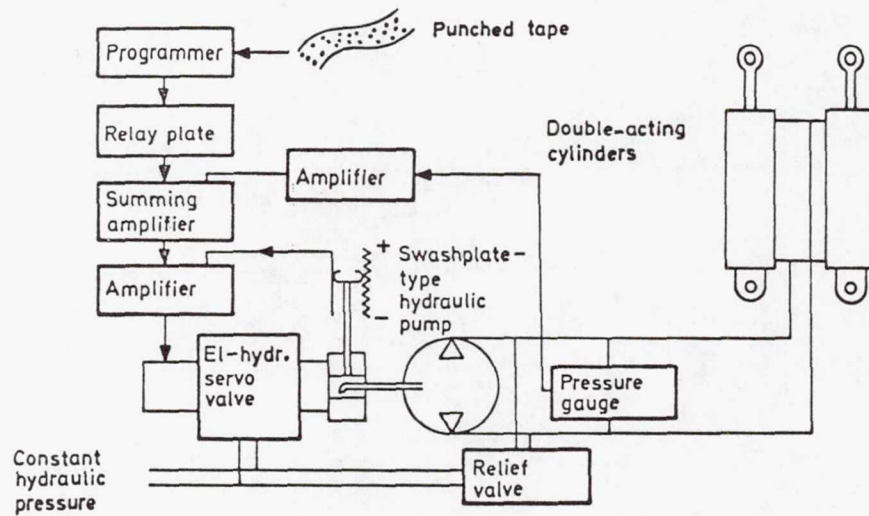 Punched tape
Programmer
Relay plate
Double-acting
cylinders
Amplifier
Summing
amplifier
Amplifier
+
Swashplate-
type
hydraulic
pump
-
El-hydr.
servo
valve
Pressure
gauge
Constant
hydraulic
pressure
Relief
valve